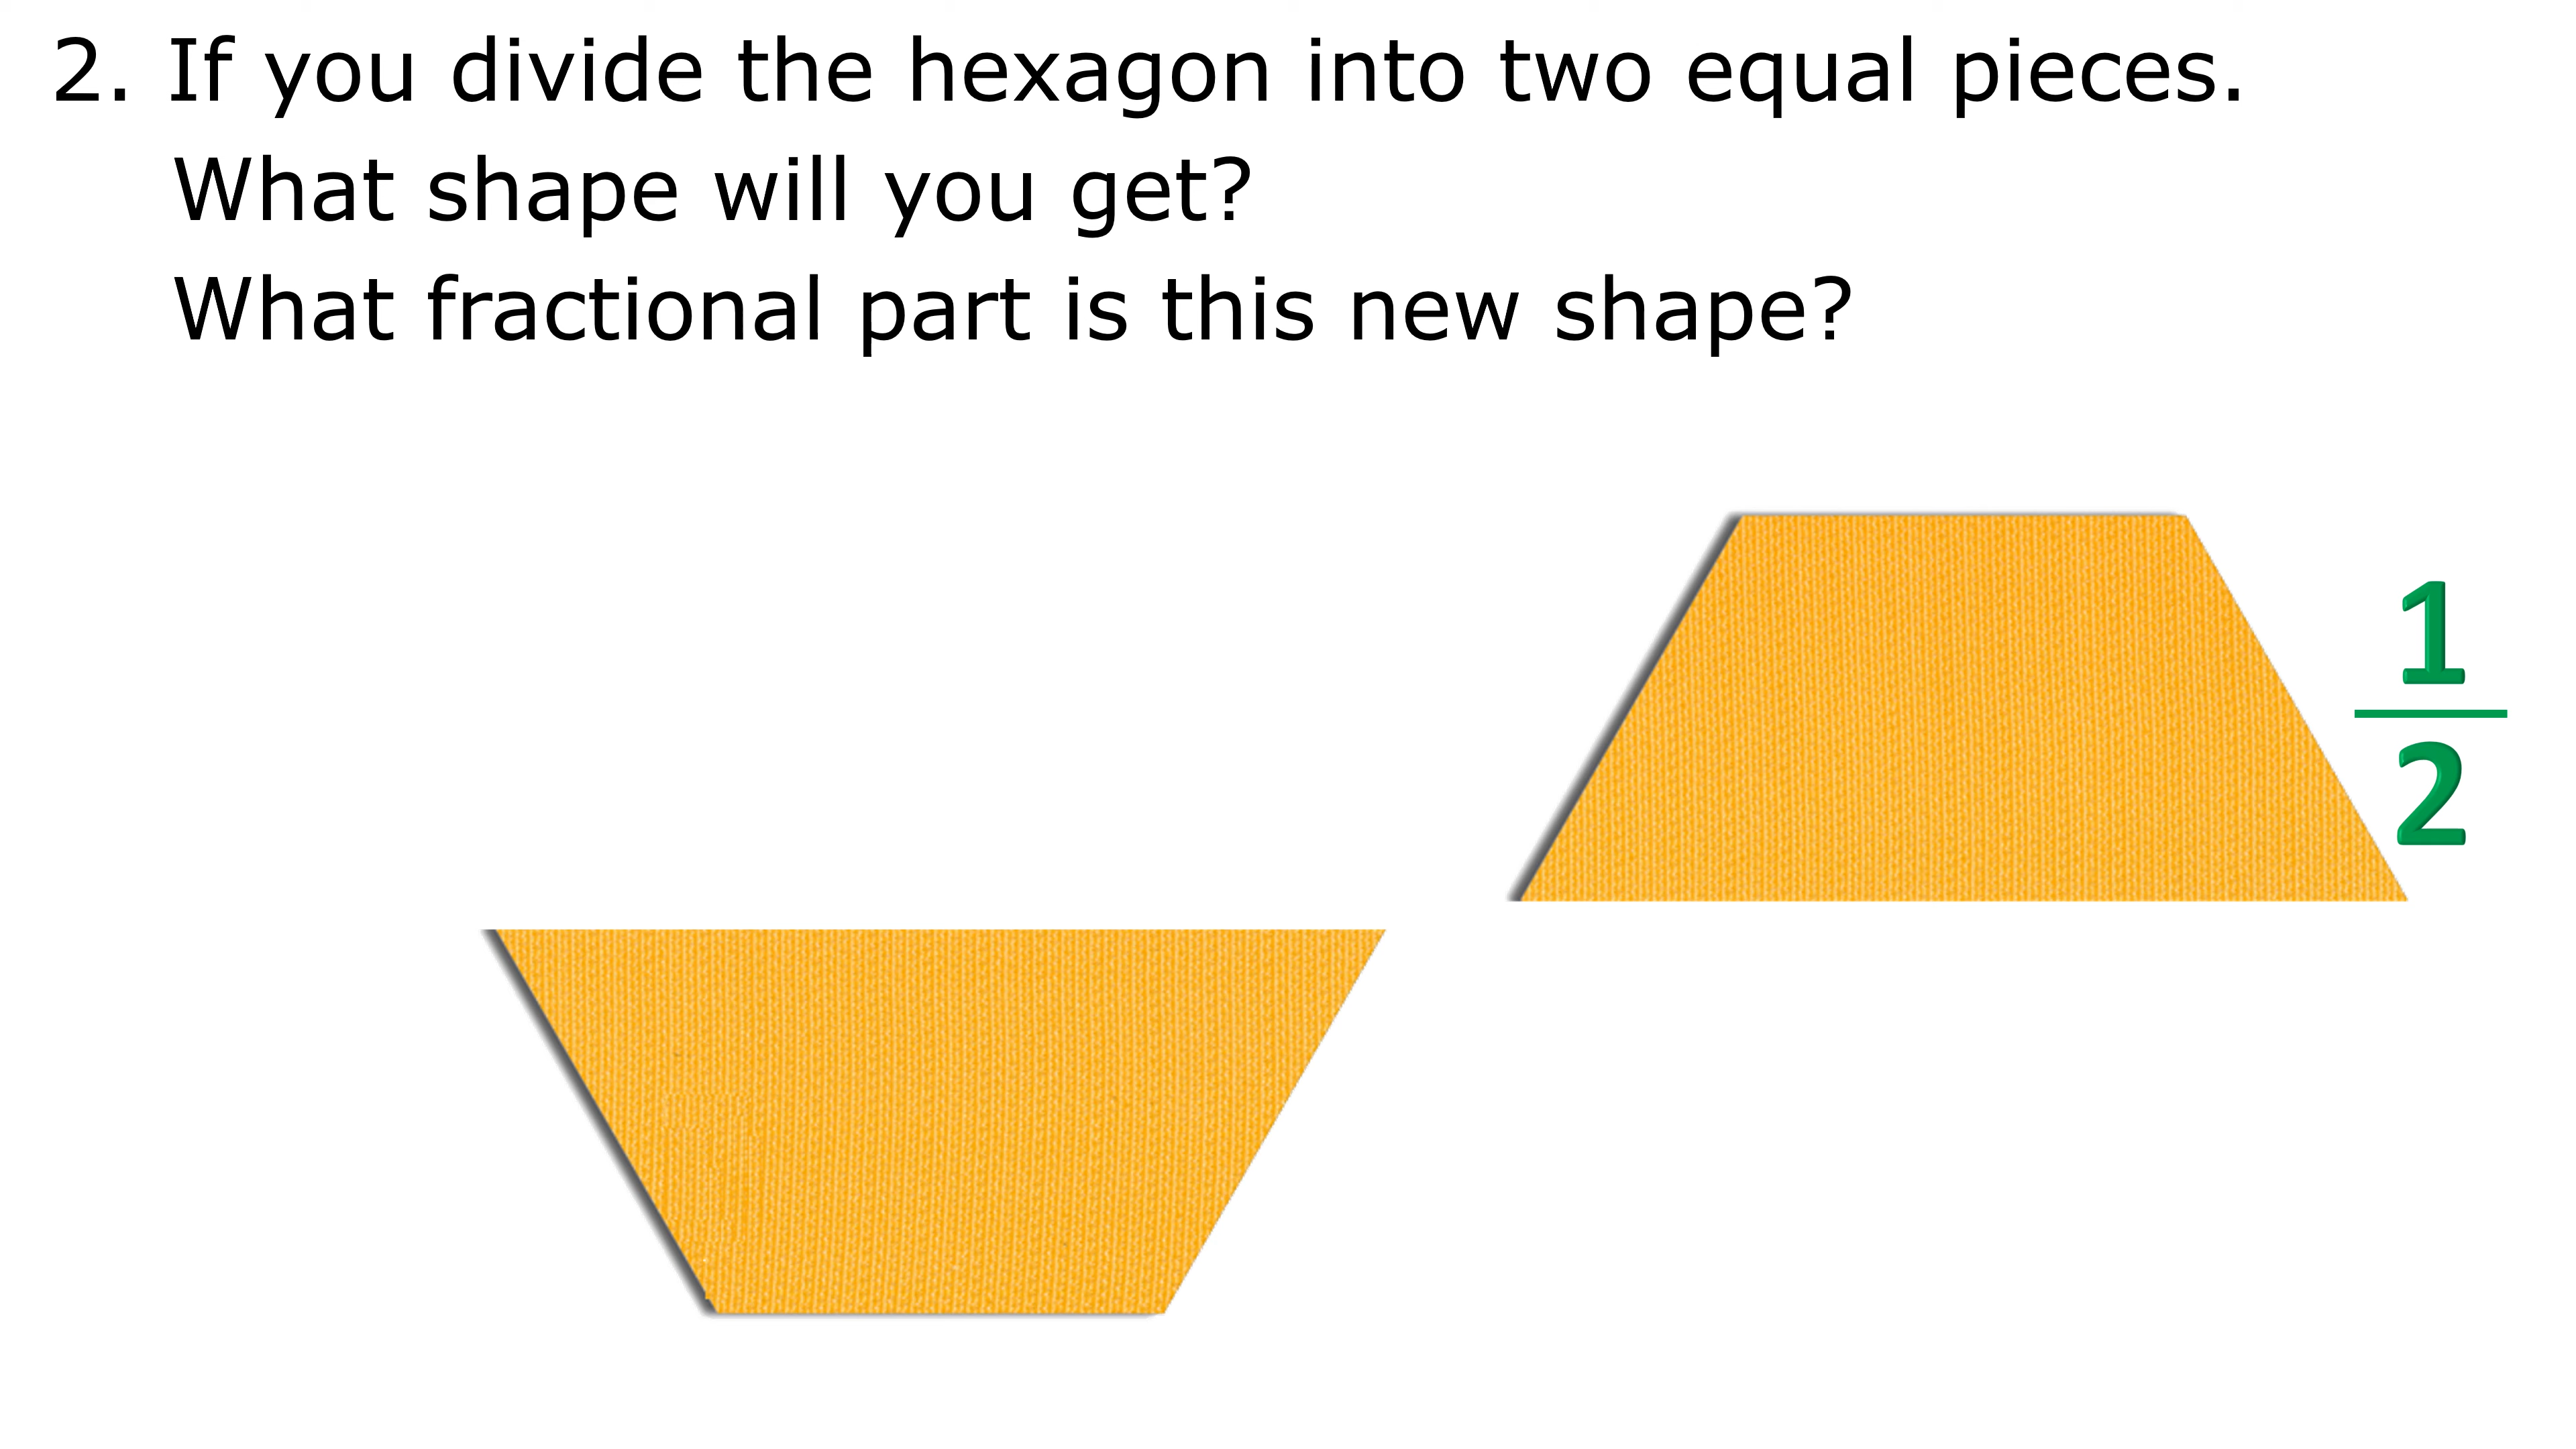 2. If you divide the hexagon into two equal pieces.
What shape will you get?
What fractional part is this new shape?
1
2